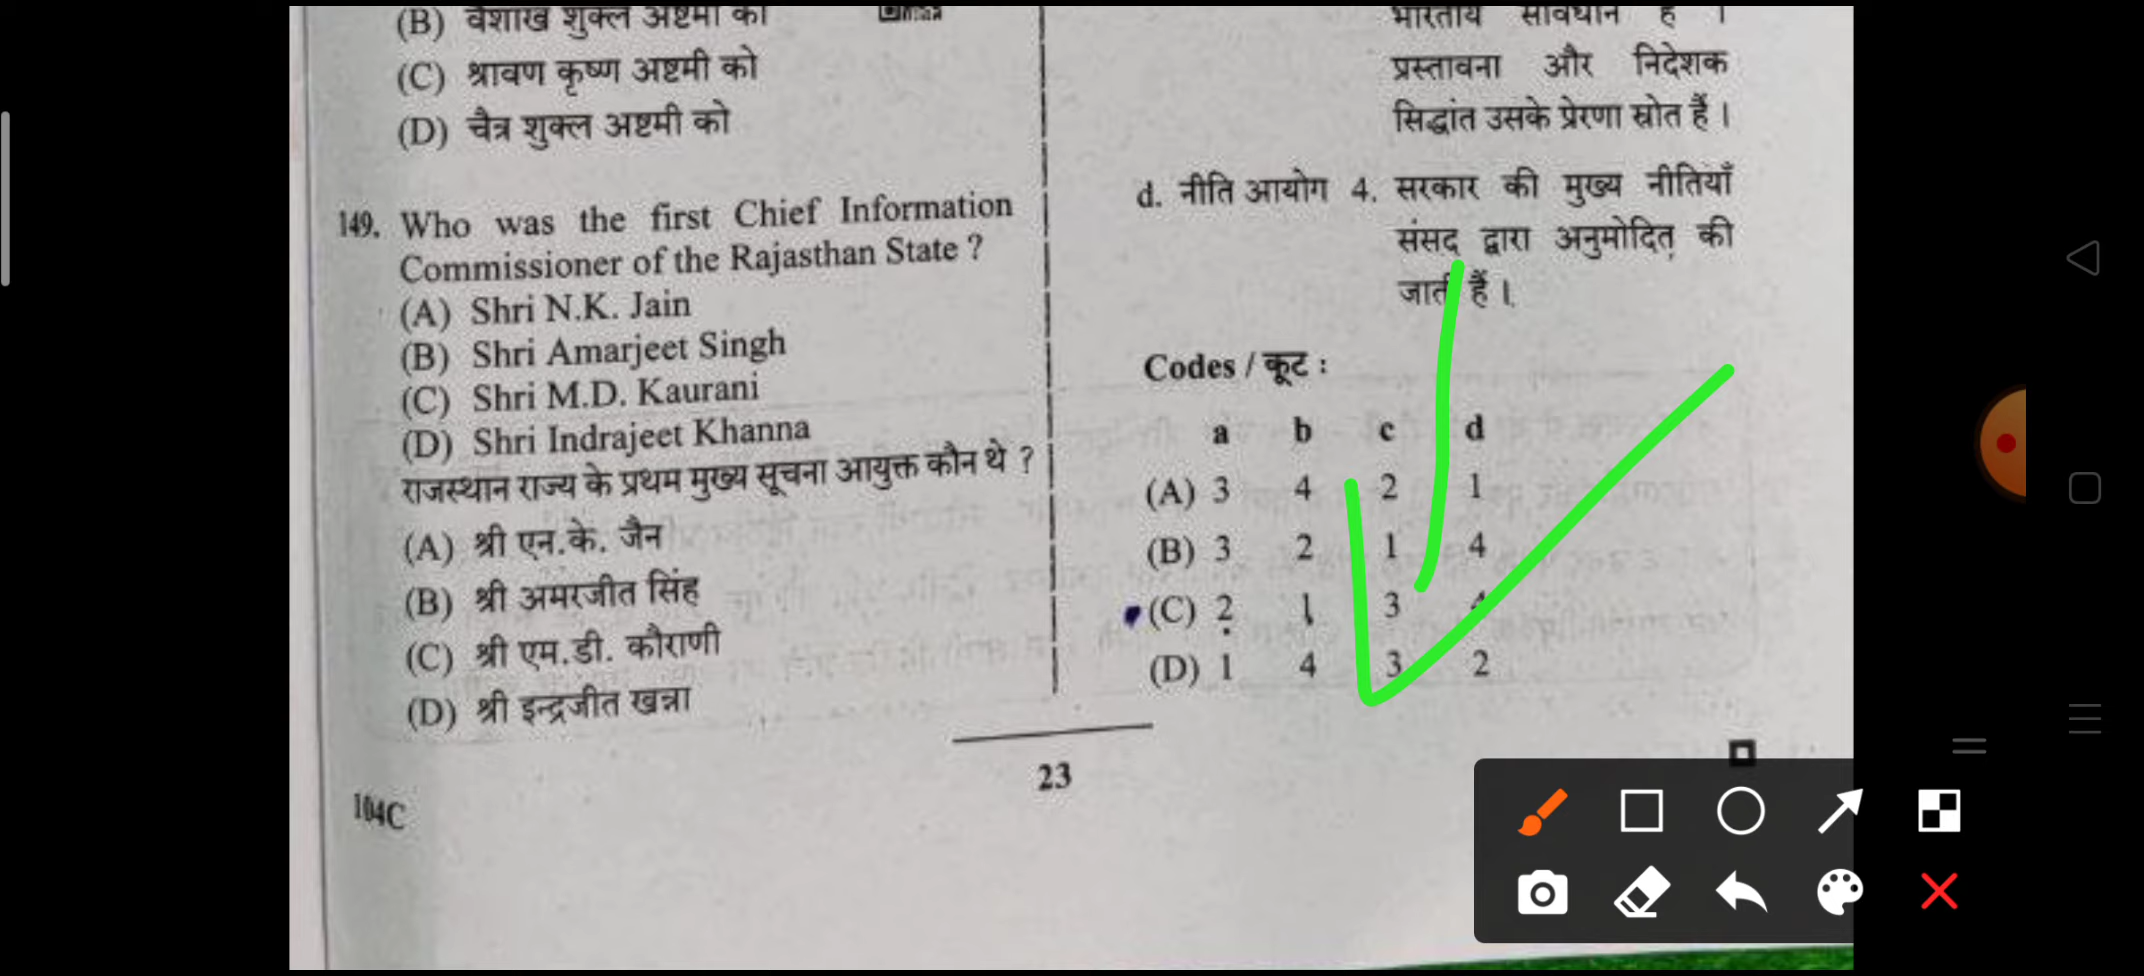 (B) वैशाख शुक्ल अष्टमी को
(C) श्रावण कृष्ण अष्टमी को
(D) चैत्र शुक्ल अष्टमी को
149. Who was the first Chief Information
Commissioner of the Rajasthan State ?
(A) Shri N.K. Jain
(B) Shri Amarjeet Singh
(C) Shri M.D. Kaurani
(D) Shri Indrajeet Khanna
राजस्थान राज्य के प्रथम मुख्य सूचना आयुक्त कौन थे ?
(A) श्री एन.के. जैन
(B) श्री अमरजीत सिंह
(C) श्री एम.डी. कौराणी
(D) श्री इन्द्रजीत खन्ना
भारतीय संविधान है ।
प्रस्तावना और निदेशक
सिद्धांत उसके प्रेरणा स्रोत हैं ।
d. नीति आयोग 4. सरकार की मुख्य नीतियाँ
संसद द्वारा अनुमोदित की
जाती हैं ।
Codes / कूट :
a b c d
(A) 3 4 2 1
(B) 3 2 1 4
(C) 2 1 3 4
(D) 1 4 3 2
23
104C